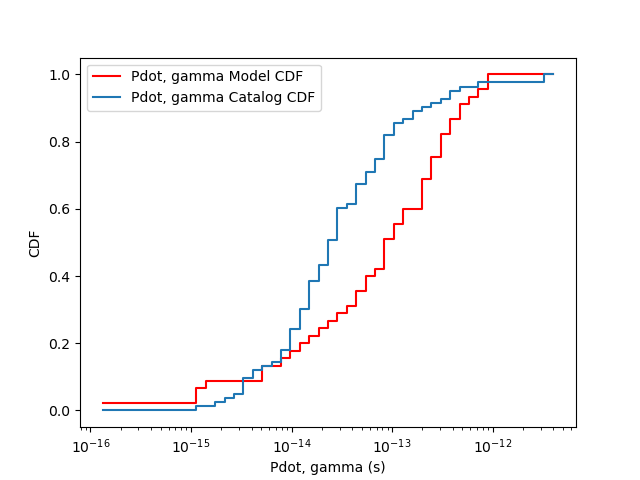 Pdot, gamma Model CDF
Pdot, gamma Catalog CDF
1.0
0.8
0.6
0.4
0.2
0.0
CDF
10⁻¹⁶ 10⁻¹⁵ 10⁻¹⁴ 10⁻¹³ 10⁻¹²
Pdot, gamma (s)